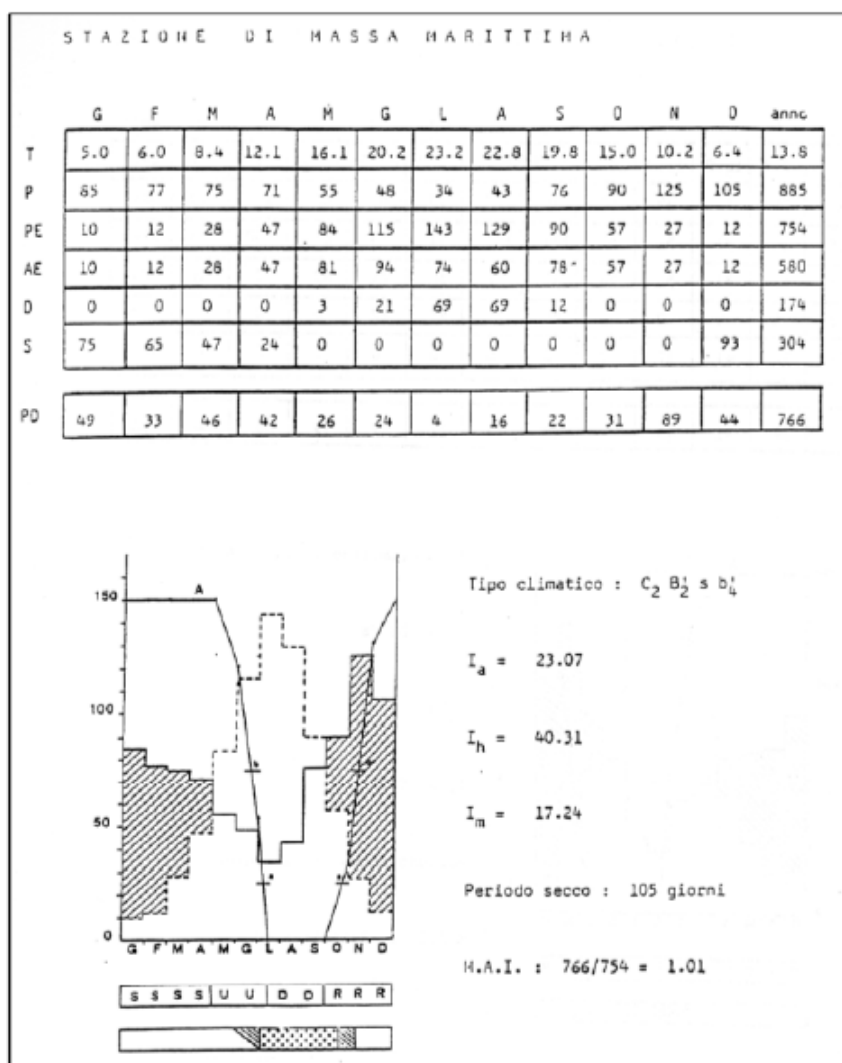 STAZIONE DI MASSA MARITTIMA
G F M A M G L A S O N D anno
T 5.0 6.0 8.4 12.1 16.1 20.2 23.2 22.8 19.8 15.0 10.2 6.4 13.8
P 85 77 75 71 55 48 34 43 76 90 125 105 885
PE 10 12 28 47 84 115 143 129 90 57 27 12 754
AE 10 12 28 47 81 94 74 60 78 57 27 12 580
D 0 0 0 0 3 21 69 69 12 0 0 0 174
S 75 65 47 24 0 0 0 0 0 0 0 93 304
PD 49 33 46 42 26 24 4 16 22 31 89 44 766
A
150
100
50
0
G F M A M G L A S O N D
S S S S U U D D R R R
Tipo climatico : C₂ B'₂ s b'₄
Iₐ = 23.07
Iₕ = 40.31
Iₘ = 17.24
Periodo secco : 105 giorni
H.A.I. : 766/754 = 1.01